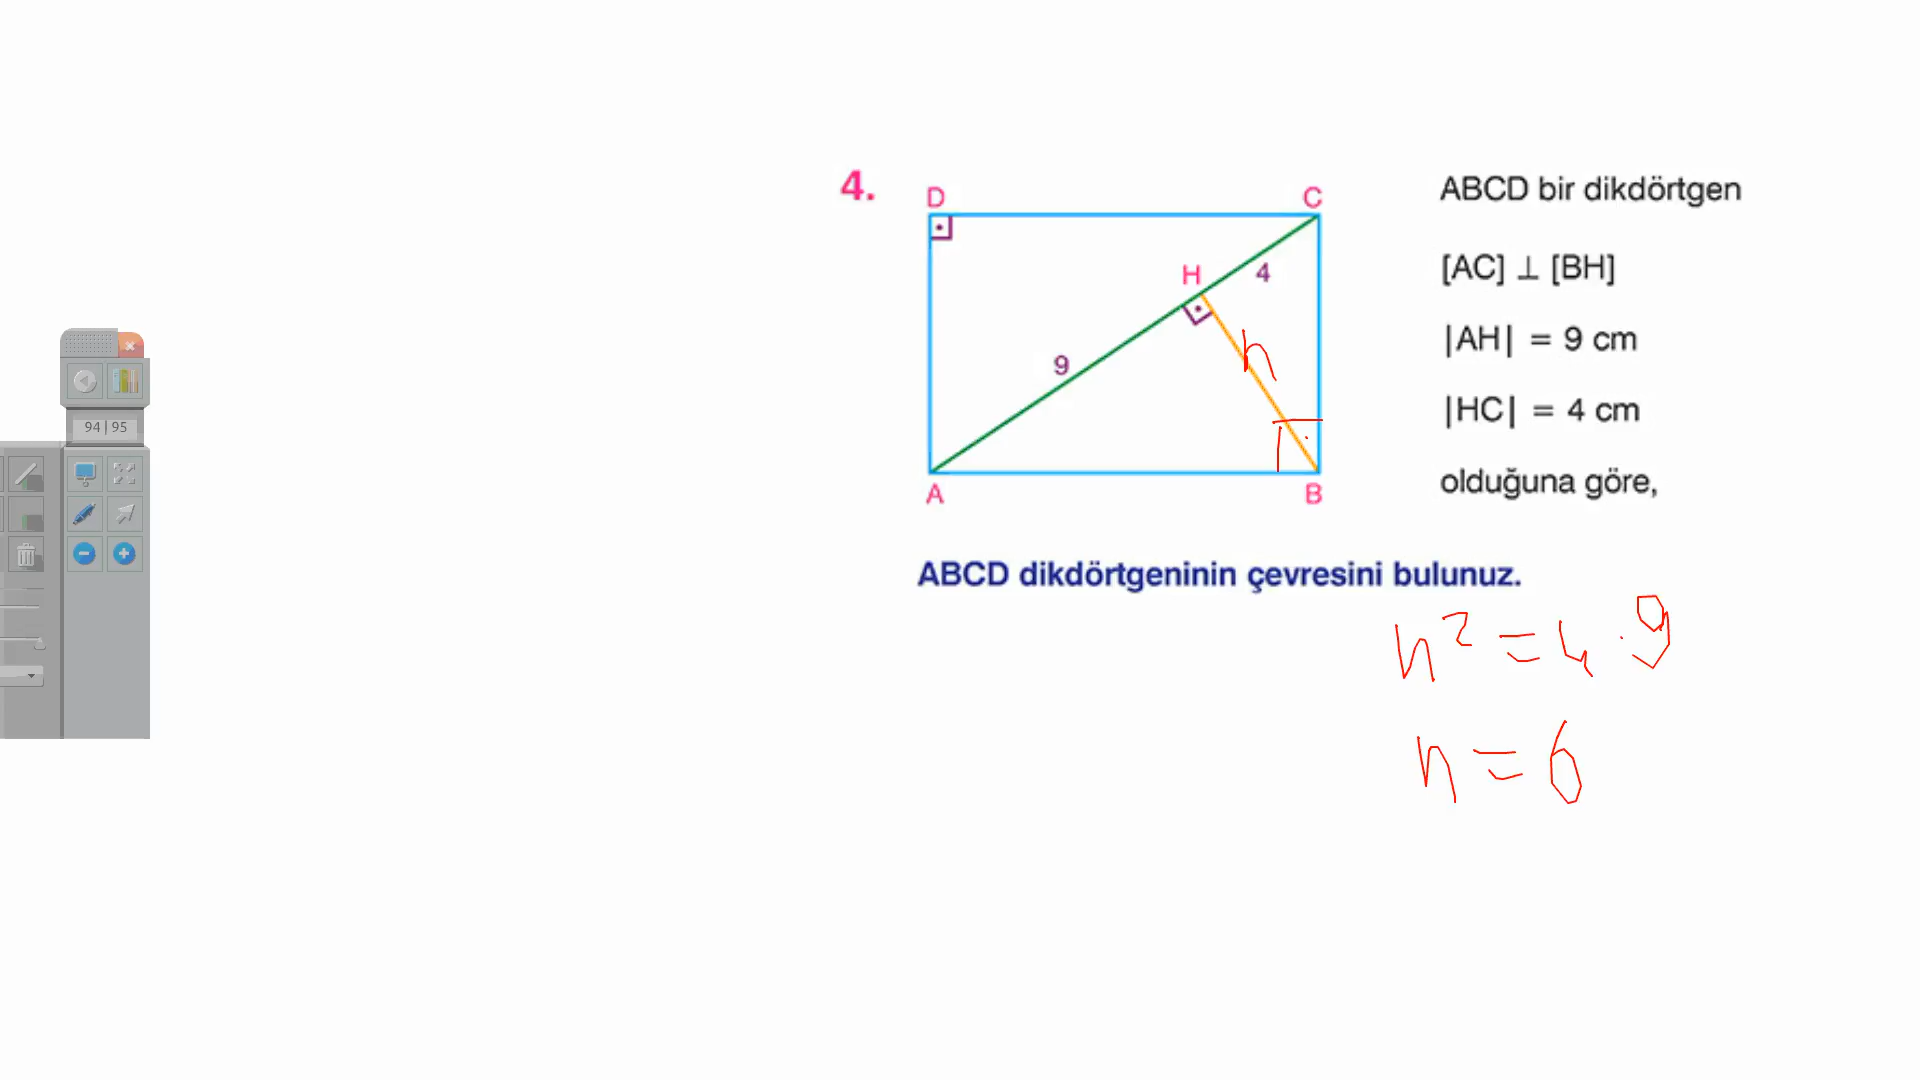 4.
D
C
H
4
9
h
A
B
ABCD bir dikdörtgen
[AC] ⊥ [BH]
|AH| = 9 cm
|HC| = 4 cm
olduğuna göre,
ABCD dikdörtgeninin çevresini bulunuz.
h² = 4 · 9
h = 6
94|95